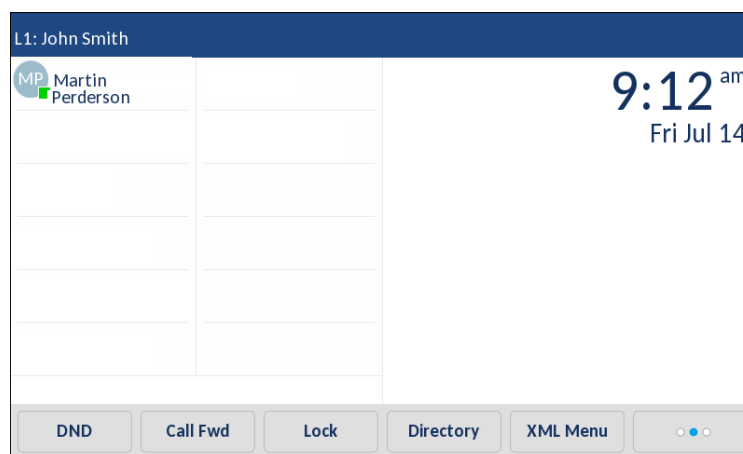 L1: John Smith
MP Martin
Perderson
9:12 am
Fri Jul 14
DND Call Fwd Lock Directory XML Menu